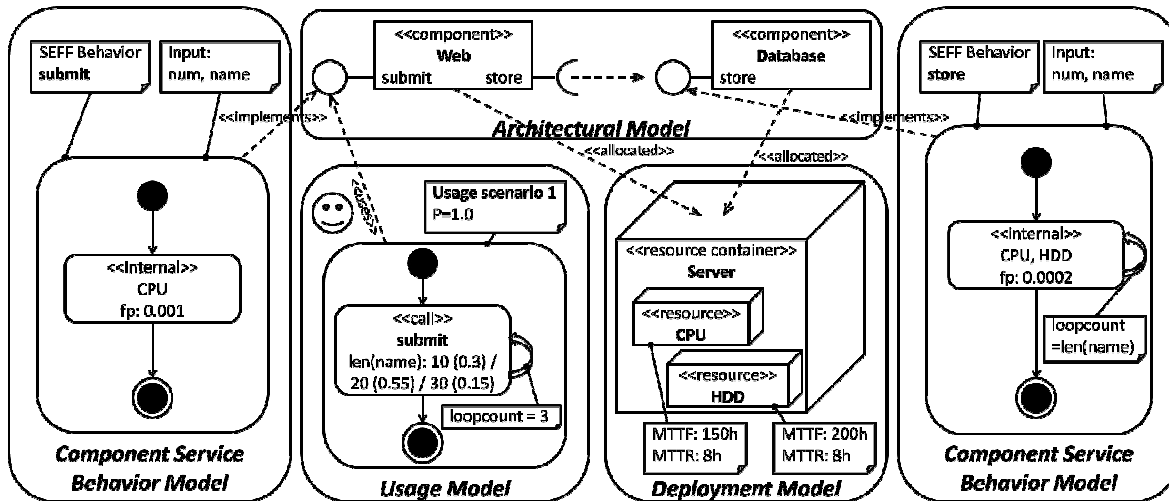 SEFF Behavior
submit
Input:
num, name
<<implements>>
<<internal>>
CPU
fp: 0.001
Component Service
Behavior Model
<<component>>
Web
submit store
<<component>>
Database
store
Architectural Model
<<uses>>
Usage scenario 1
P=1.0
<<call>>
submit
len(name): 10 (0.3) /
20 (0.55) / 30 (0.15)
loopcount = 3
Usage Model
<<allocated>>
<<allocated>>
<<resource container>>
Server
<<resource>>
CPU
<<resource>>
HDD
MTTF: 150h
MTTR: 8h
MTTF: 200h
MTTR: 8h
Deployment Model
SEFF Behavior
store
Input:
num, name
<<implements>>
<<internal>>
CPU, HDD
fp: 0.0002
loopcount
=len(name)
Component Service
Behavior Model